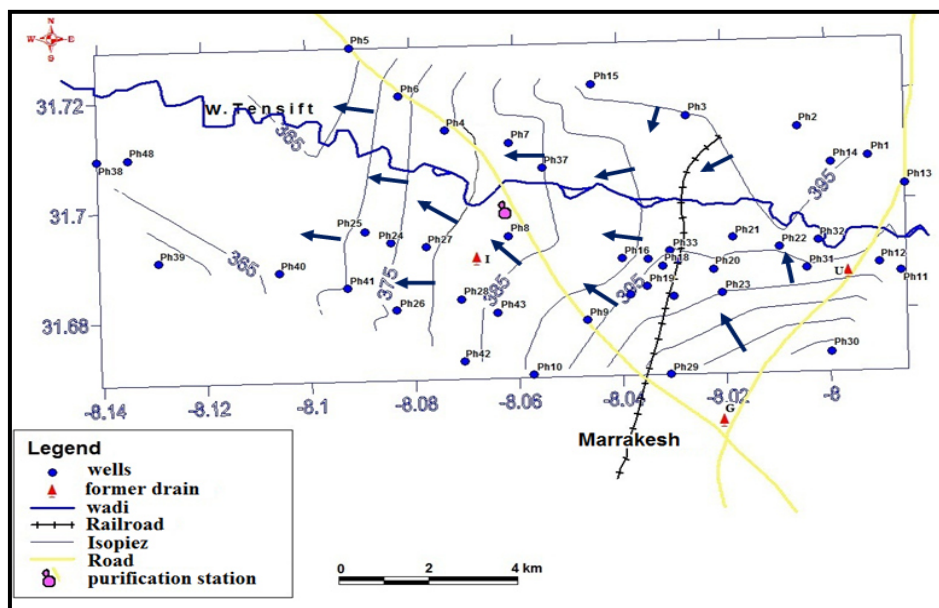 N
W E
S
Ph5
Ph15
Ph6
31.72
W. Tensift
365
Ph4
Ph7
Ph3
Ph2
Ph1
Ph14
395
Ph48
Ph38
Ph37
Ph13
31.7
Ph25
Ph24
Ph27
Ph8
Ph21
Ph32
Ph22
Ph33
Ph16
Ph18
Ph20
Ph31
Ph12
Ph11
U
I
Ph39
365
Ph40
Ph41
375
385
395
Ph19
Ph23
Ph26
Ph28
Ph43
Ph9
31.68
Ph42
Ph10
Ph29
Ph30
-8.14
-8.12
-8.1
-8.08
-8.06
-8.04
-8.02
-8
G
Marrakesh
Legend
wells
former drain
wadi
Railroad
Isopiez
Road
purification station
0 2 4 km